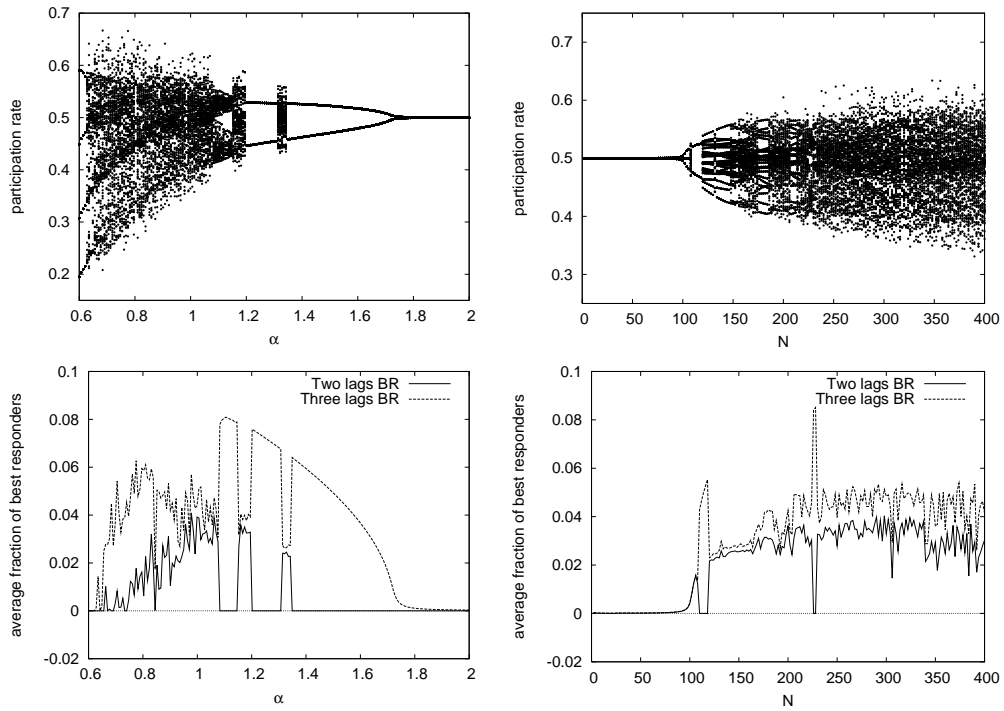 0.7
0.6
0.5
0.4
0.3
0.2
participation rate
0.6 0.8 1 1.2 1.4 1.6 1.8 2
α
0.7
0.6
0.5
0.4
0.3
participation rate
0 50 100 150 200 250 300 350 400
N
0.1
0.08
0.06
0.04
0.02
0
-0.02
average fraction of best responders
Two lags BR
Three lags BR
0.6 0.8 1 1.2 1.4 1.6 1.8 2
α
0.1
0.08
0.06
0.04
0.02
0
-0.02
average fraction of best responders
Two lags BR
Three lags BR
0 50 100 150 200 250 300 350 400
N